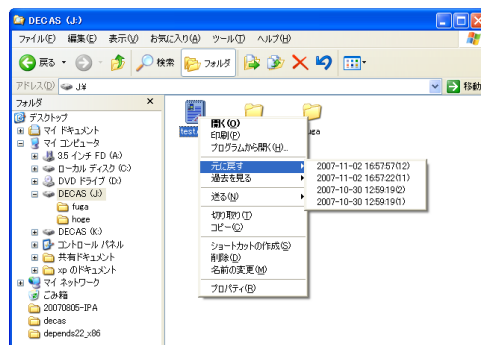 DECAS (J:)
ファイル(F) 編集(E) 表示(V) お気に入り(A) ツール(T) ヘルプ(H)
戻る 検索 フォルダ
アドレス(D) J:¥ 移動
フォルダ ×
デスクトップ
マイ ドキュメント
マイ コンピュータ
3.5 インチ FD (A:)
ローカル ディスク (C:)
DVD ドライブ (D:)
DECAS (J:)
fuga
hoge
DECAS (K:)
コントロール パネル
共有ドキュメント
xp のドキュメント
マイ ネットワーク
ごみ箱
20070805-IPA
decas
depends22_x86
開く(O)
印刷(P)
プログラムから開く(H)...
元に戻す
過去を見る
送る(N)
切り取り(T)
コピー(C)
ショートカットの作成(S)
削除(D)
名前の変更(M)
プロパティ(R)
2007-11-02 16:57:57(12)
2007-11-02 16:57:22(11)
2007-10-30 12:59:19(2)
2007-10-30 12:59:19(1)